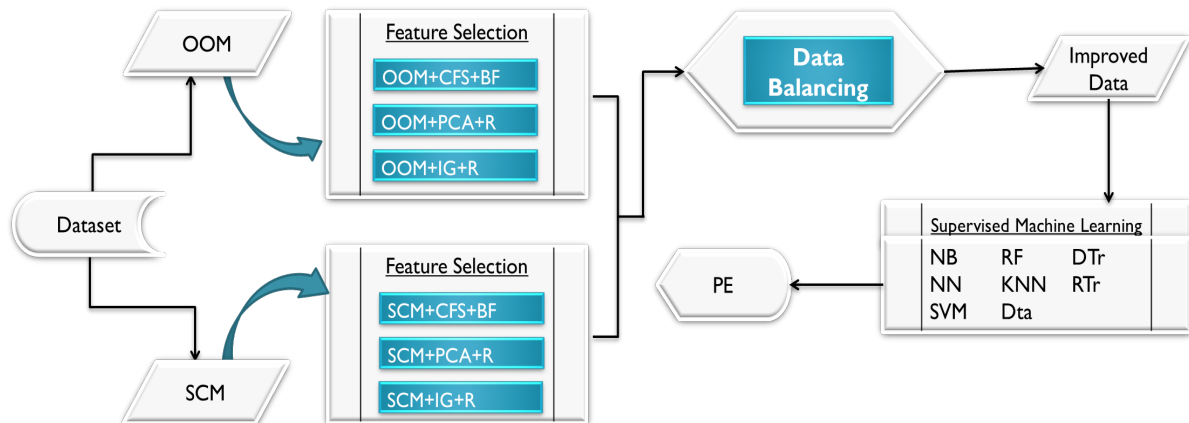 OOM
Feature Selection
OOM+CFS+BF
OOM+PCA+R
OOM+IG+R
Data
Balancing
Improved
Data
Dataset
Supervised Machine Learning
NB RF DTr
NN KNN RTr
SVM Dta
PE
Feature Selection
SCM+CFS+BF
SCM+PCA+R
SCM+IG+R
SCM